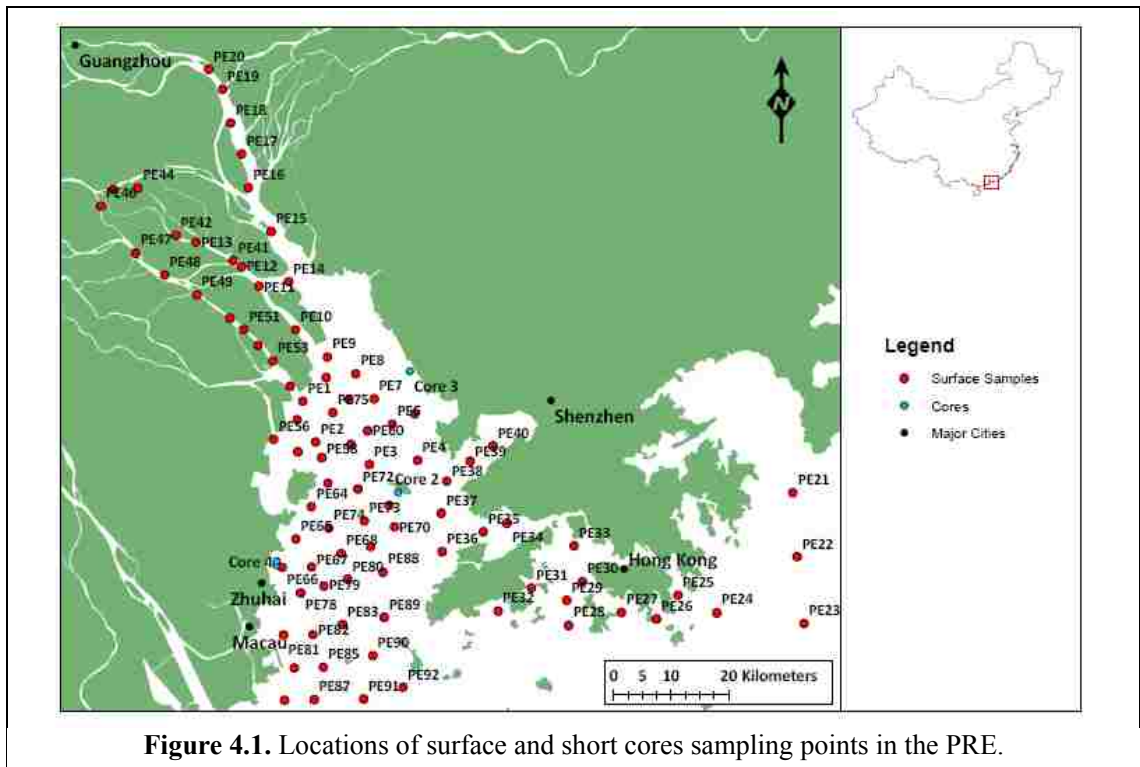 Guangzhou
PE20
PE19
PE18
PE17
PE16
PE44
PE46
PE15
PE42
PE13
PE47
PE41
PE12
PE48
PE14
PE11
PE49
PE51
PE10
PE53
PE9
PE8
Core 3
PE1
PE7
PE75
PE6
Shenzhen
PE56
PE2
PE60
PE58
PE3
PE4
PE40
PE39
PE38
PE72
Core 2
PE64
PE73
PE37
PE21
PE74
PE70
PE35
PE34
PE65
PE68
PE36
PE33
Core 4
PE67
PE80
PE88
Hong Kong
PE30
PE22
PE66
PE79
PE31
PE25
Zhuhai
PE78
PE83
PE89
PE32
PE29
PE28
PE27
PE26
PE24
PE23
Macau
PE82
PE81
PE85
PE90
PE87
PE91
PE92
N
0 5 10 20 Kilometers
Legend
Surface Samples
Cores
Major Cities
Figure 4.1. Locations of surface and short cores sampling points in the PRE.